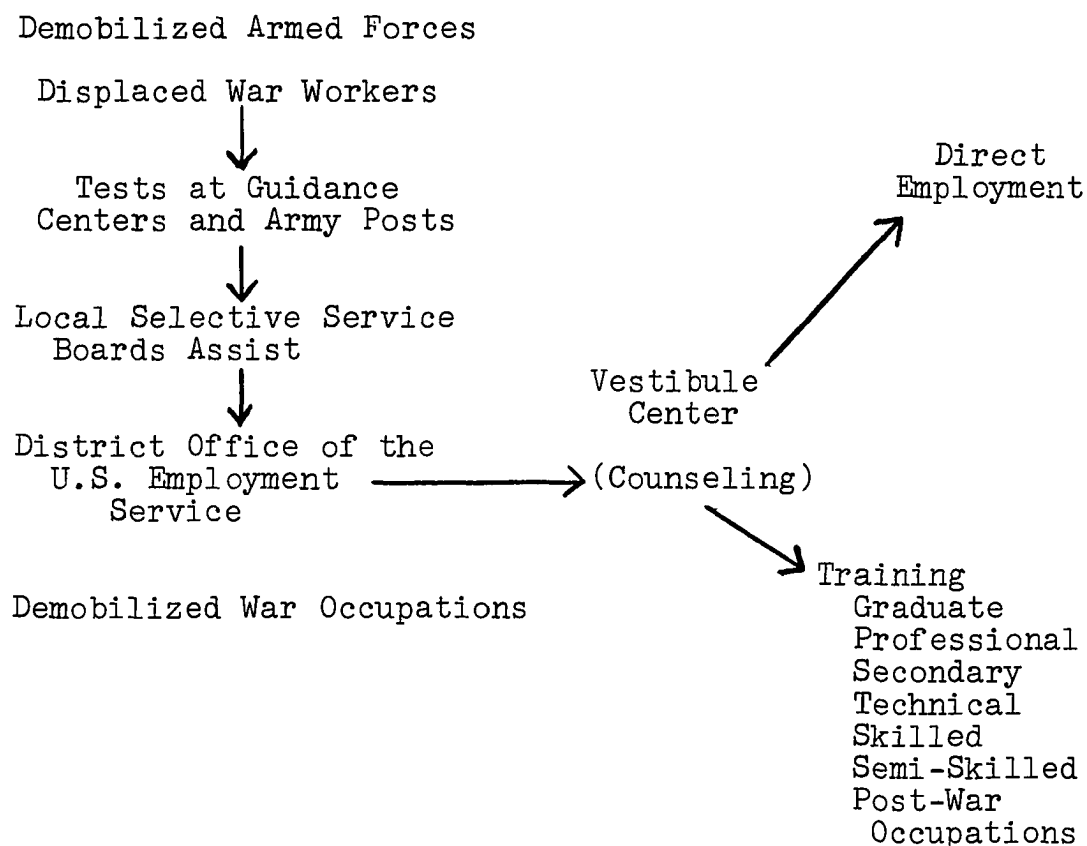 Demobilized Armed Forces
Displaced War Workers
Tests at Guidance
Centers and Army Posts
Local Selective Service
Boards Assist
District Office of the
U.S. Employment
Service
Demobilized War Occupations
Vestibule
Center
(Counseling)
Direct
Employment
Training
Graduate
Professional
Secondary
Technical
Skilled
Semi-Skilled
Post-War
Occupations